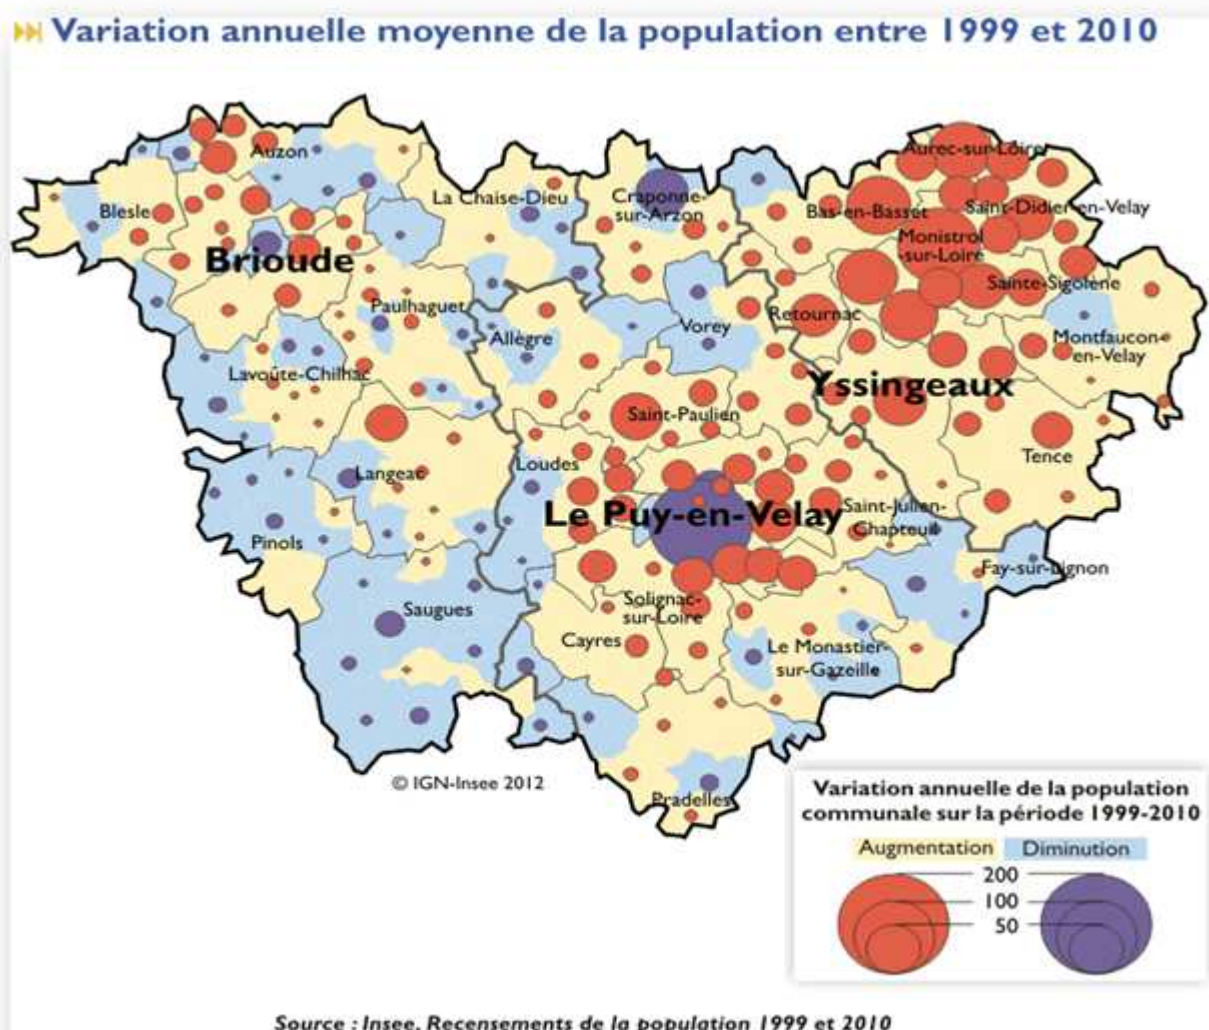 Variation annuelle moyenne de la population entre 1999 et 2010
Aurec-sur-Loire
Auzon
La Chaise-Dieu
Craponne-
sur-Arzon
Blesle
Bas-en-Basset
Saint-Didier-en-Velay
Monistrol
-sur-Loire
Brioude
Sainte-Sigolène
Paulhaguet
Retournac
Vorey
Allègre
Montfaucon-
en-Velay
Lavoûte-Chilhac
Yssingeaux
Saint-Paulien
Tence
Langeac
Loudes
Le Puy-en-Velay
Saint-Julien-
Chapteuil
Pinols
Fay-sur-Lignon
Saugues
Solignac-
sur-Loire
Cayres
Le Monastier-
sur-Gazeille
© IGN-Insee 2012
Pradelles
Variation annuelle de la population
communale sur la période 1999-2010
Augmentation Diminution
200
100
50
Source : Insee, Recensements de la population 1999 et 2010